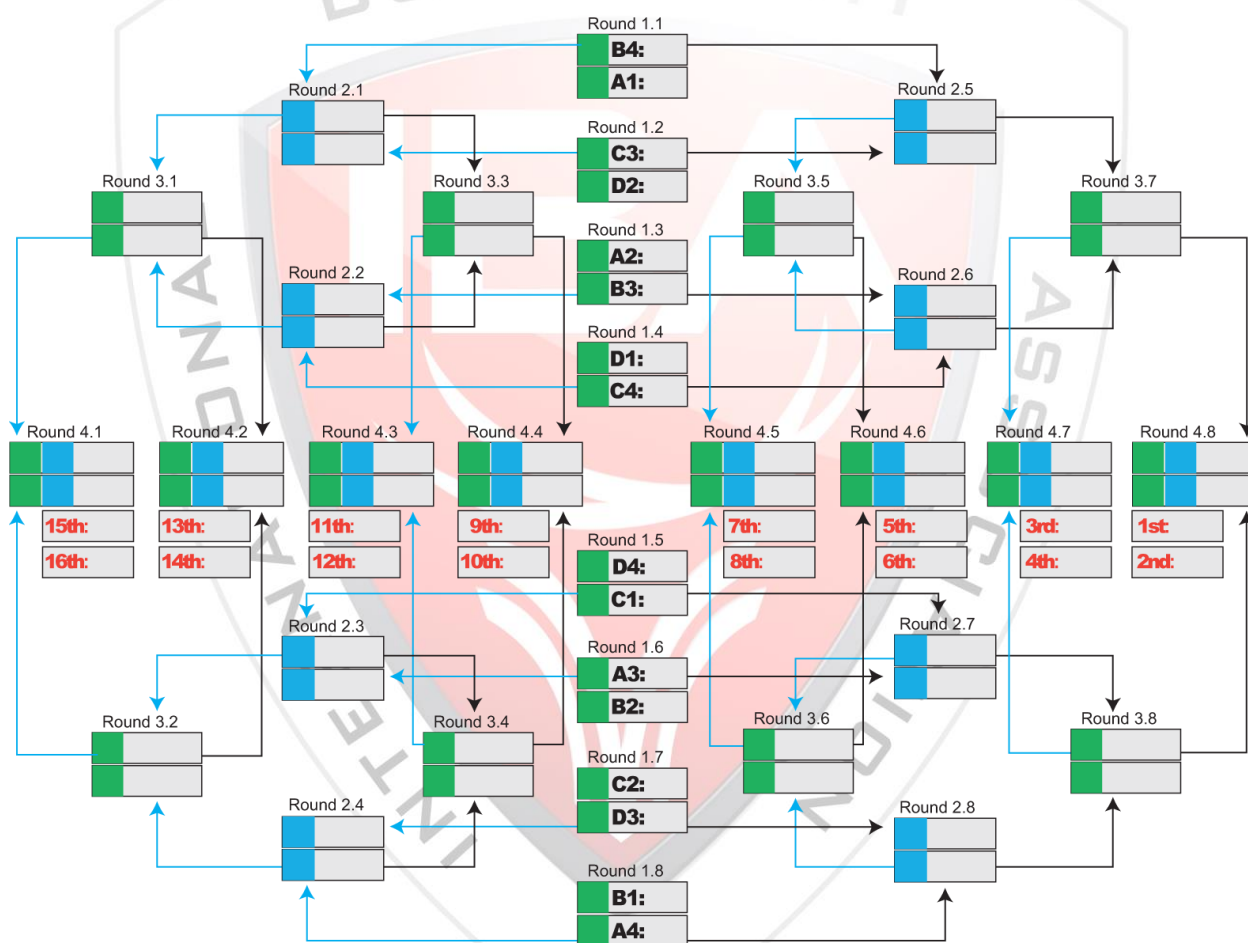 Round 1.1
B4:
A1:
Round 2.1
Round 2.5
Round 1.2
C3:
D2:
Round 3.1
Round 3.3
Round 3.5
Round 3.7
Round 1.3
A2:
B3:
Round 2.2
Round 2.6
Round 1.4
D1:
C4:
Round 4.1
Round 4.2
Round 4.3
Round 4.4
Round 4.5
Round 4.6
Round 4.7
Round 4.8
15th:
13th:
11th:
9th:
7th:
5th:
3rd:
1st:
16th:
14th:
12th:
10th:
8th:
6th:
4th:
2nd:
Round 1.5
D4:
C1:
Round 2.3
Round 2.7
Round 1.6
A3:
B2:
Round 3.2
Round 3.4
Round 3.6
Round 3.8
Round 1.7
C2:
D3:
Round 2.4
Round 2.8
Round 1.8
B1:
A4: